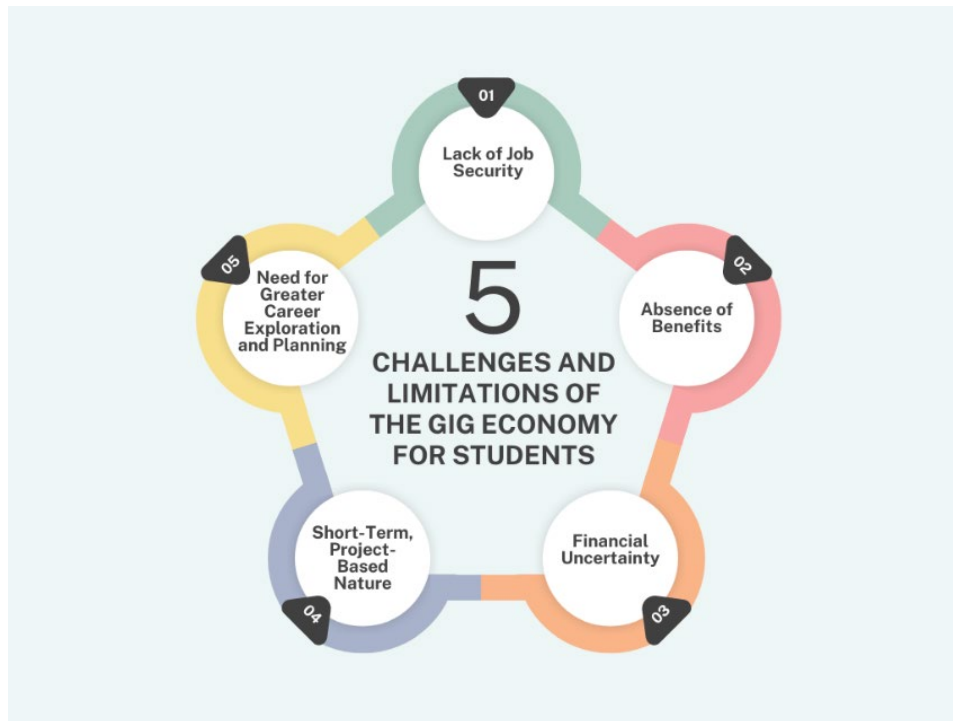 01
Lack of Job
Security
02
Absence of
Benefits
03
Financial
Uncertainty
04
Short-Term,
Project-
Based
Nature
05
Need for
Greater
Career
Exploration
and Planning
5
CHALLENGES AND
LIMITATIONS OF
THE GIG ECONOMY
FOR STUDENTS